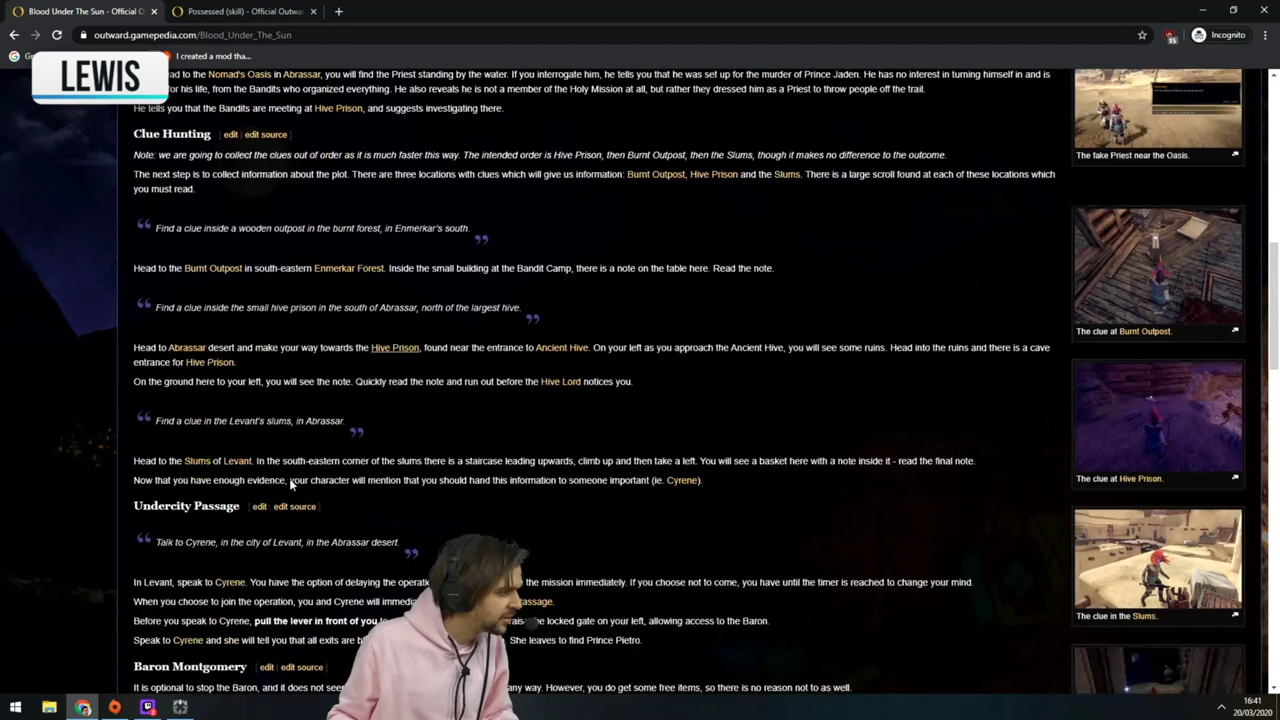 Blood Under The Sun - Official O
Possessed (skill) - Official Outwa
outward.gamepedia.com/Blood_Under_The_Sun
15
Incognito
I created a mod tha...
LEWIS
ad to the Nomad's Oasis in Abrassar, you will find the Priest standing by the water. If you interrogate him, he tells you that he was set up for the murder of Prince Jaden. He has no interest in turning himself in and is
for his life, from the Bandits who organized everything. He also reveals he is not a member of the Holy Mission at all, but rather they dressed him as a Priest to throw people off the trail.
He tells you that the Bandits are meeting at Hive Prison, and suggests investigating there.
The fake Priest near the Oasis.
Clue Hunting [ edit | edit source ]
Note: we are going to collect the clues out of order as it is much faster this way. The intended order is Hive Prison, then Burnt Outpost, then the Slums, though it makes no difference to the outcome.
The next step is to collect information about the plot. There are three locations with clues which will give us information: Burnt Outpost, Hive Prison and the Slums. There is a large scroll found at each of these locations which
you must read.
“ Find a clue inside a wooden outpost in the burnt forest, in Enmerkar's south. ”
Head to the Burnt Outpost in south-eastern Enmerkar Forest. Inside the small building at the Bandit Camp, there is a note on the table here. Read the note.
“ Find a clue inside the small hive prison in the south of Abrassar, north of the largest hive. ”
The clue at Burnt Outpost.
Head to Abrassar desert and make your way towards the Hive Prison, found near the entrance to Ancient Hive. On your left as you approach the Ancient Hive, you will see some ruins. Head into the ruins and there is a cave
entrance for Hive Prison.
On the ground here to your left, you will see the note. Quickly read the note and run out before the Hive Lord notices you.
“ Find a clue in the Levant's slums, in Abrassar. ”
Head to the Slums of Levant. In the south-eastern corner of the slums there is a staircase leading upwards, climb up and then take a left. You will see a basket here with a note inside it - read the final note.
Now that you have enough evidence, your character will mention that you should hand this information to someone important (ie. Cyrene).
The clue at Hive Prison.
Undercity Passage [ edit | edit source ]
“ Talk to Cyrene, in the city of Levant, in the Abrassar desert. ”
In Levant, speak to Cyrene. You have the option of delaying the operati the mission immediately. If you choose not to come, you have until the timer is reached to change your mind.
When you choose to join the operation, you and Cyrene will immedia assage.
Before you speak to Cyrene, pull the lever in front of you to raise e locked gate on your left, allowing access to the Baron.
The clue in the Slums.
Speak to Cyrene and she will tell you that all exits are bl She leaves to find Prince Pietro.
Baron Montgomery [ edit | edit source ]
It is optional to stop the Baron, and it does not seem any way. However, you do get some free items, so there is no reason not to as well.
16:41
20/03/2020